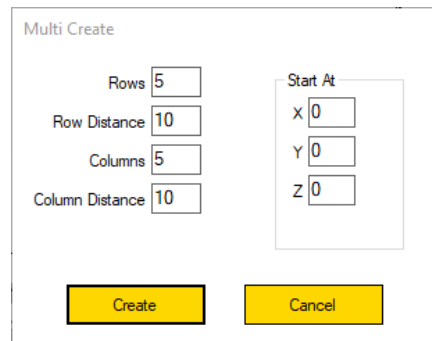 Multi Create
Rows 5
Row Distance 10
Columns 5
Column Distance 10
Start At
X 0
Y 0
Z 0
Create Cancel